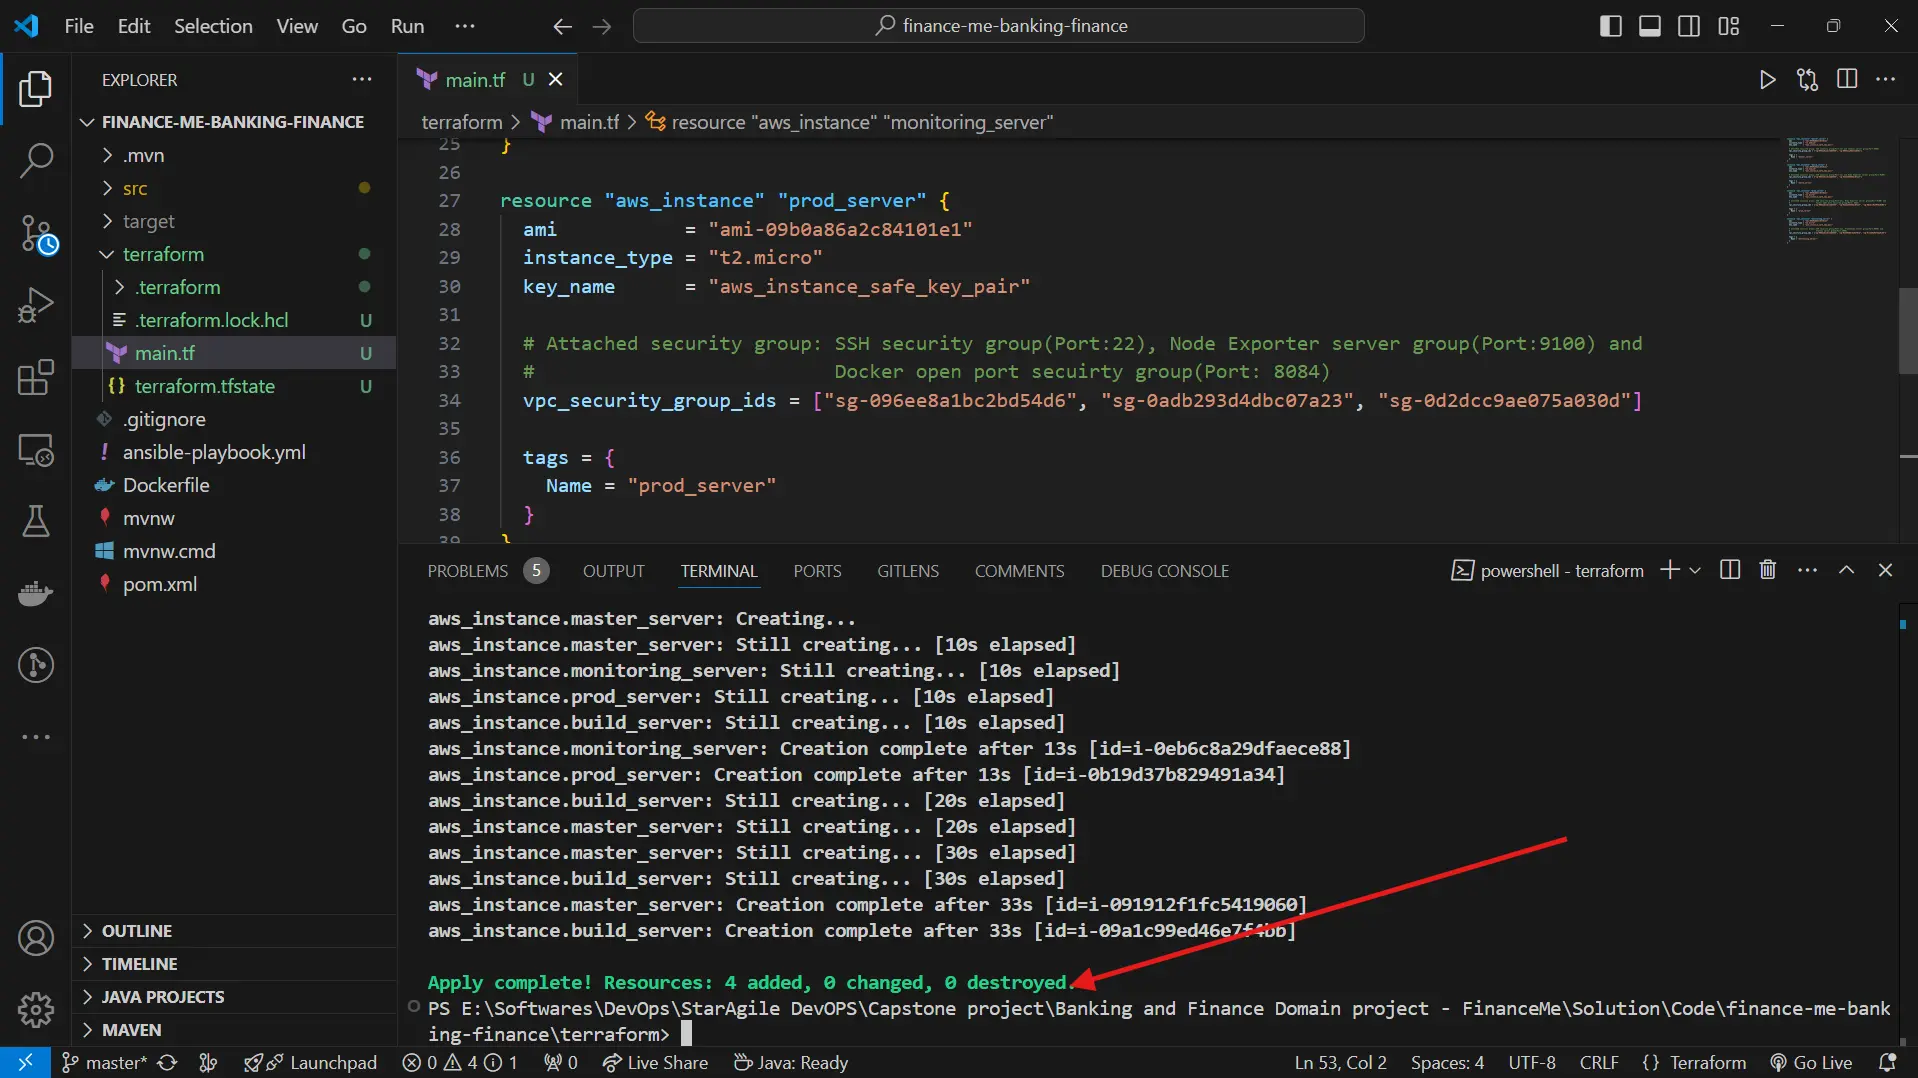 File Edit Selection View Go Run ··· finance-me-banking-finance
EXPLORER ···
FINANCE-ME-BANKING-FINANCE
.mvn
src
target
terraform
.terraform
.terraform.lock.hcl U
main.tf U
terraform.tfstate U
.gitignore
ansible-playbook.yml
Dockerfile
mvnw
mvnw.cmd
pom.xml
OUTLINE
TIMELINE
JAVA PROJECTS
MAVEN
main.tf U
terraform > main.tf > resource "aws_instance" "monitoring_server"
25 }
26
27 resource "aws_instance" "prod_server" {
28 ami = "ami-09b0a86a2c84101e1"
29 instance_type = "t2.micro"
30 key_name = "aws_instance_safe_key_pair"
31
32 # Attached security group: SSH security group(Port:22), Node Exporter server group(Port:9100) and
33 # Docker open port secuirty group(Port: 8084)
34 vpc_security_group_ids = ["sg-096ee8a1bc2bd54d6", "sg-0adb293d4dbc07a23", "sg-0d2dcc9ae075a030d"]
35
36 tags = {
37 Name = "prod_server"
38 }
39 }
PROBLEMS 5 OUTPUT TERMINAL PORTS GITLENS COMMENTS DEBUG CONSOLE powershell - terraform
aws_instance.master_server: Creating...
aws_instance.master_server: Still creating... [10s elapsed]
aws_instance.monitoring_server: Still creating... [10s elapsed]
aws_instance.prod_server: Still creating... [10s elapsed]
aws_instance.build_server: Still creating... [10s elapsed]
aws_instance.monitoring_server: Creation complete after 13s [id=i-0eb6c8a29dfaece88]
aws_instance.prod_server: Creation complete after 13s [id=i-0b19d37b829491a34]
aws_instance.build_server: Still creating... [20s elapsed]
aws_instance.master_server: Still creating... [20s elapsed]
aws_instance.master_server: Still creating... [30s elapsed]
aws_instance.build_server: Still creating... [30s elapsed]
aws_instance.master_server: Creation complete after 33s [id=i-091912f1fc5419060]
aws_instance.build_server: Creation complete after 33s [id=i-09a1c99ed46e7f4bb]
Apply complete! Resources: 4 added, 0 changed, 0 destroyed.
PS E:\Softwares\DevOps\StarAgile DevOPS\Capstone project\Banking and Finance Domain project - FinanceMe\Solution\Code\finance-me-bank
ing-finance\terraform>
master* Launchpad 0 4 1 0 Live Share Java: Ready Ln 53, Col 2 Spaces: 4 UTF-8 CRLF {} Terraform Go Live